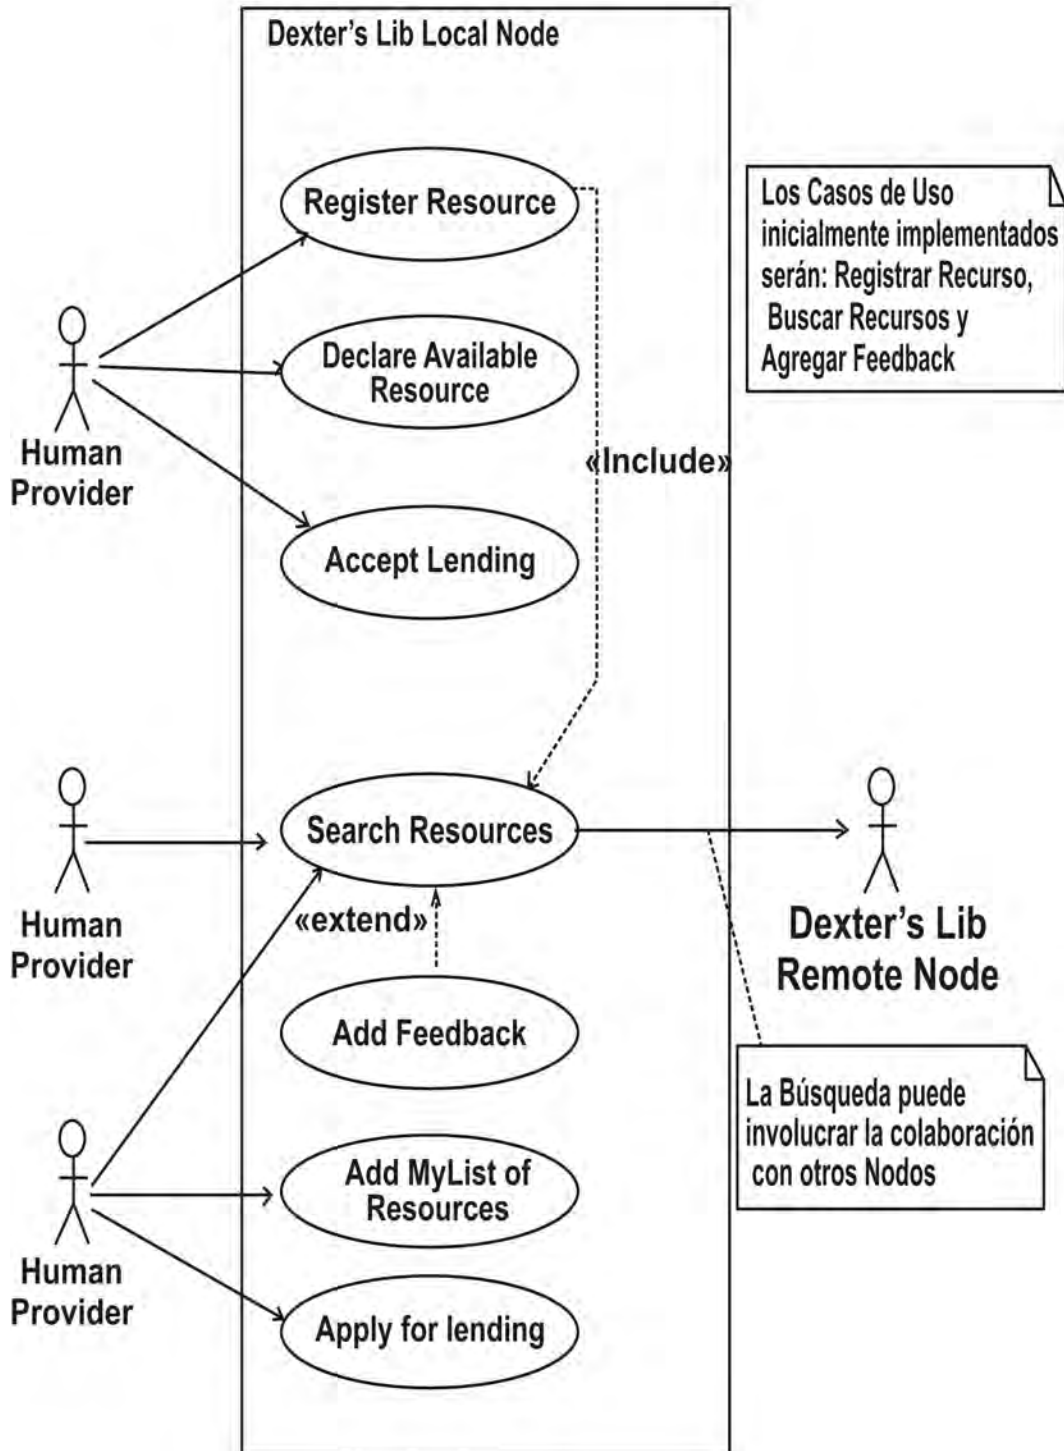 Dexter's Lib Local Node
Register Resource
Los Casos de Uso
inicialmente implementados
serán: Registrar Recurso,
Buscar Recursos y
Agregar Feedback
Declare Available
Resource
Human
Provider
«Include»
Accept Lending
Search Resources
Human
Provider
«extend»
Dexter's Lib
Remote Node
Add Feedback
La Búsqueda puede
involucrar la colaboración
con otros Nodos
Add MyList of
Resources
Human
Provider
Apply for lending